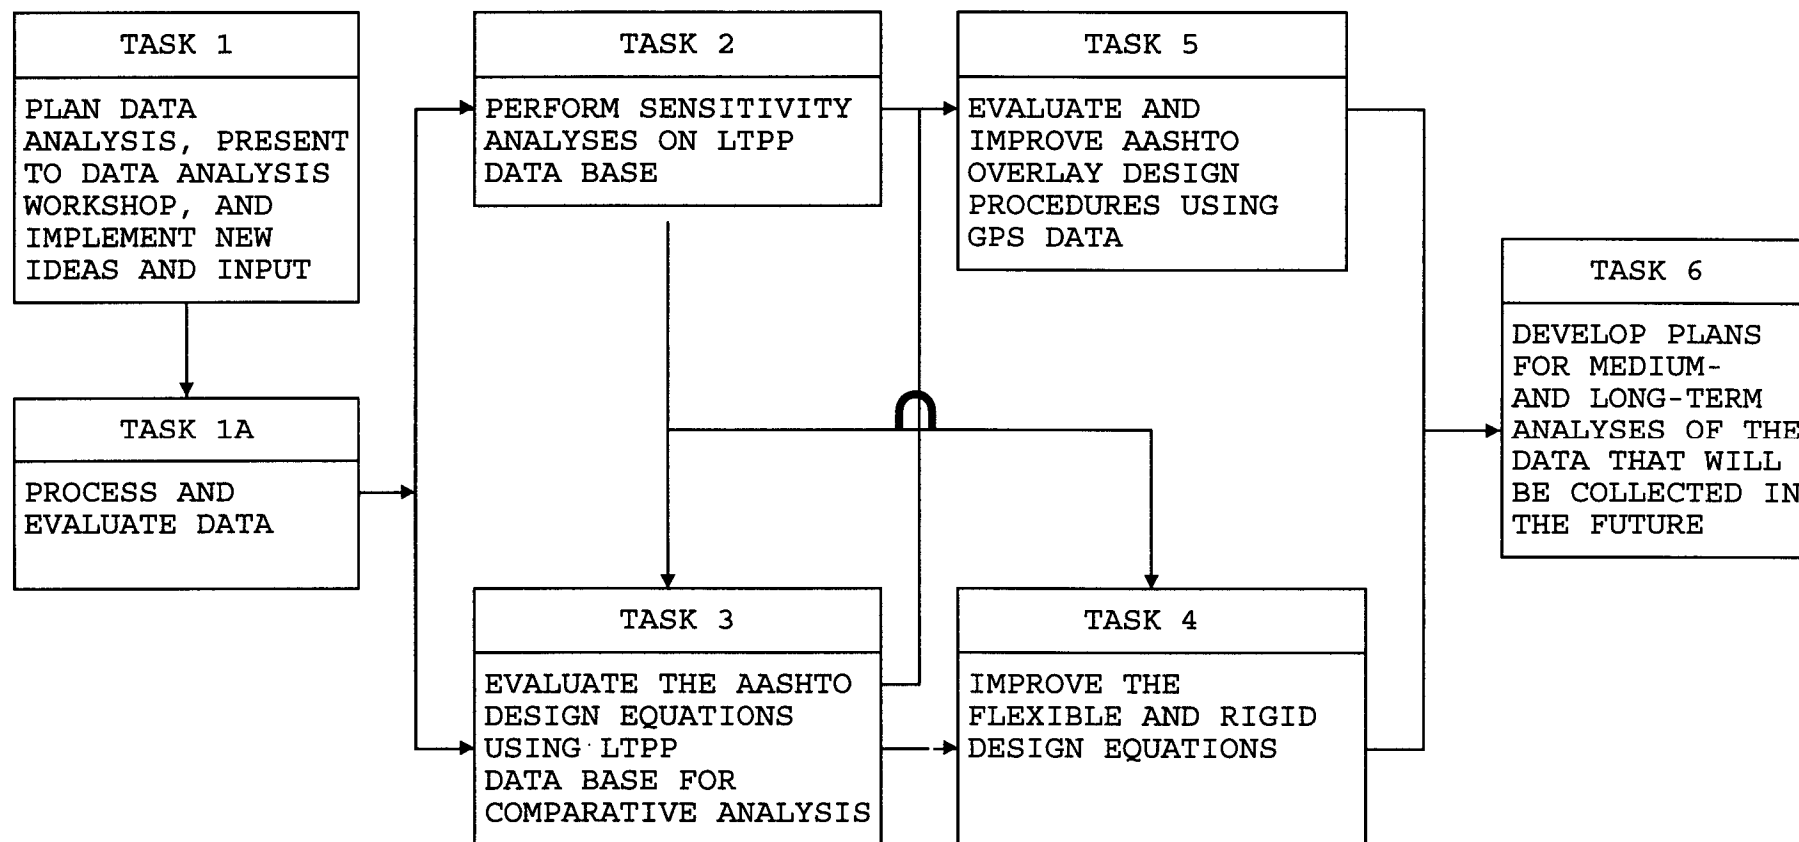 TASK 1
PLAN DATA
ANALYSIS, PRESENT
TO DATA ANALYSIS
WORKSHOP, AND
IMPLEMENT NEW
IDEAS AND INPUT
TASK 1A
PROCESS AND
EVALUATE DATA
TASK 2
PERFORM SENSITIVITY
ANALYSES ON LTPP
DATA BASE
TASK 3
EVALUATE THE AASHTO
DESIGN EQUATIONS
USING LTPP
DATA BASE FOR
COMPARATIVE ANALYSIS
TASK 5
EVALUATE AND
IMPROVE AASHTO
OVERLAY DESIGN
PROCEDURES USING
GPS DATA
TASK 4
IMPROVE THE
FLEXIBLE AND RIGID
DESIGN EQUATIONS
TASK 6
DEVELOP PLANS
FOR MEDIUM-
AND LONG-TERM
ANALYSES OF THE
DATA THAT WILL
BE COLLECTED IN
THE FUTURE